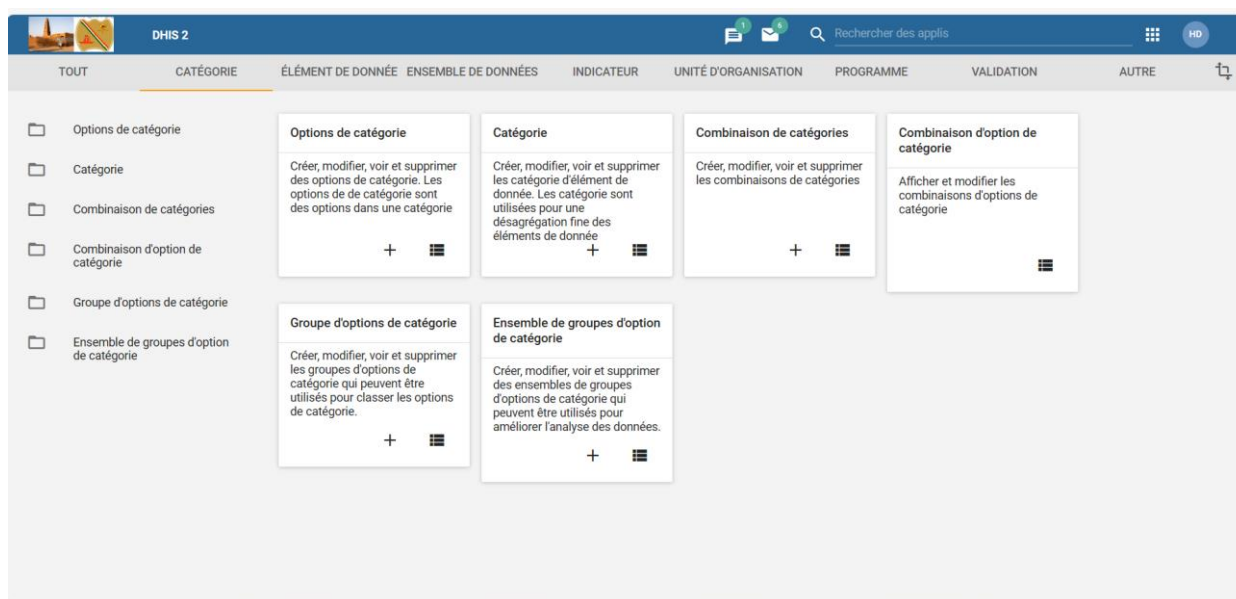 DHIS 2
1
6
Rechercher des applis
HD
TOUT
CATÉGORIE
ÉLÉMENT DE DONNÉE
ENSEMBLE DE DONNÉES
INDICATEUR
UNITÉ D'ORGANISATION
PROGRAMME
VALIDATION
AUTRE
Options de catégorie
Catégorie
Combinaison de catégories
Combinaison d'option de
catégorie
Groupe d'options de catégorie
Ensemble de groupes d'option
de catégorie
Options de catégorie
Créer, modifier, voir et supprimer
des options de catégorie. Les
options de de catégorie sont
des options dans une catégorie
Catégorie
Créer, modifier, voir et supprimer
les catégorie d'élément de
donnée. Les catégorie sont
utilisées pour une
désagrégation fine des
éléments de donnée
Combinaison de catégories
Créer, modifier, voir et supprimer
les combinaisons de catégories
Combinaison d'option de
catégorie
Afficher et modifier les
combinaisons d'options de
catégorie
Groupe d'options de catégorie
Créer, modifier, voir et supprimer
les groupes d'options de
catégorie qui peuvent être
utilisés pour classer les options
de catégorie.
Ensemble de groupes d'option
de catégorie
Créer, modifier, voir et supprimer
des ensembles de groupes
d'options de catégorie qui
peuvent être utilisés pour
améliorer l'analyse des données.